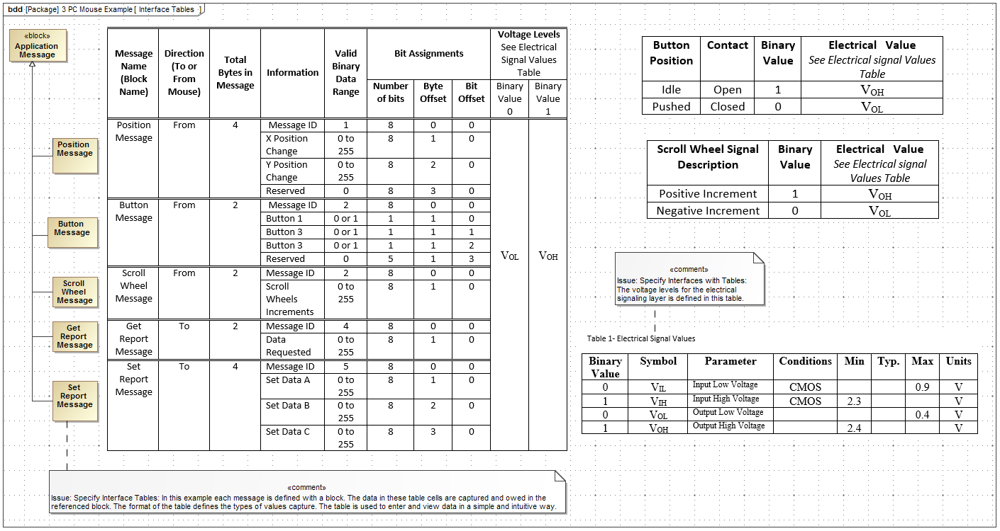 bdd [Package] 3 PC Mouse Example [ Interface Tables ]
«block»
Application
Message
Position
Message
Button
Message
Scroll
Wheel
Message
Get
Report
Message
Set
Report
Message
Message Name (Block Name) Direction (To or From Mouse) Total Bytes in Message Information Valid Binary Data Range Bit Assignments Voltage Levels See Electrical Signal Values Table
Number of bits Byte Offset Bit Offset Binary Value 0 Binary Value 1
Position Message From 4 Message ID 1 8 0 0
X Position Change 0 to 255 8 1 0
Y Position Change 0 to 255 8 2 0
Reserved 0 8 3 0
Button Message From 2 Message ID 2 8 0 0
Button 1 0 or 1 1 1 0
Button 3 0 or 1 1 1 1
Button 3 0 or 1 1 1 2
Reserved 0 5 1 3
VOL VOH
Scroll Wheel Message From 2 Message ID 2 8 0 0
Scroll Wheels Increments 0 to 255 8 1 0
Get Report Message To 2 Message ID 4 8 0 0
Data Requested 0 to 255 8 1 0
Set Report Message To 4 Message ID 5 8 0 0
Set Data A 0 to 255 8 1 0
Set Data B 0 to 255 8 2 0
Set Data C 0 to 255 8 3 0
«comment»
Issue: Specify Interface Tables: In this example each message is defined with a block. The data in these table cells are captured and owed in the
referenced block. The format of the table defines the types of values capture. The table is used to enter and view data in a simple and intuitive way.
Button Position Contact Binary Value Electrical Value See Electrical signal Values Table
Idle Open 1 VOH
Pushed Closed 0 VOL
Scroll Wheel Signal Description Binary Value Electrical Value See Electrical signal Values Table
Positive Increment 1 VOH
Negative Increment 0 VOL
«comment»
Issue: Specify Interfaces with Tables:
The voltage levels for the electrical
signaling layer is defined in this table.
Table 1- Electrical Signal Values
Binary Value Symbol Parameter Conditions Min Typ. Max Units
0 VIL Input Low Voltage CMOS 0.9 V
1 VIH Input High Voltage CMOS 2.3 V
0 VOL Output Low Voltage 0.4 V
1 VOH Output High Voltage 2.4 V